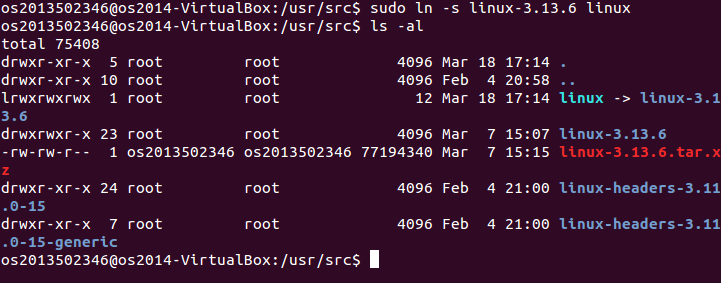 os2013502346@os2014-VirtualBox:/usr/src$ sudo ln -s linux-3.13.6 linux
os2013502346@os2014-VirtualBox:/usr/src$ ls -al
total 75408
drwxr-xr-x  5 root         root             4096 Mar 18 17:14 .
drwxr-xr-x 10 root         root             4096 Feb  4 20:58 ..
lrwxrwxrwx  1 root         root               12 Mar 18 17:14 linux -> linux-3.1
3.6
drwxrwxr-x 23 root         root             4096 Mar  7 15:07 linux-3.13.6
-rw-rw-r--  1 os2013502346 os2013502346 77194340 Mar  7 15:15 linux-3.13.6.tar.x
z
drwxr-xr-x 24 root         root             4096 Feb  4 21:00 linux-headers-3.11
.0-15
drwxr-xr-x  7 root         root             4096 Feb  4 21:00 linux-headers-3.11
.0-15-generic
os2013502346@os2014-VirtualBox:/usr/src$